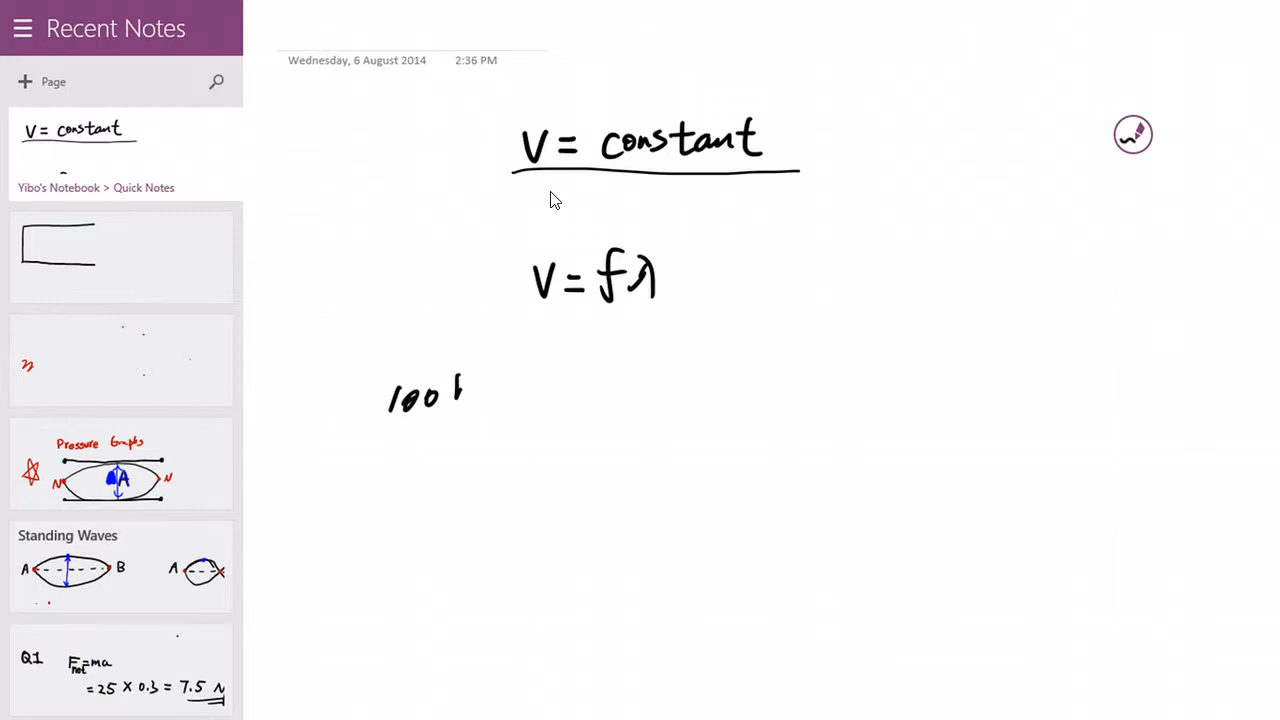 Recent Notes
Page
V = constant
Yibo's Notebook > Quick Notes
Pressure Graphs
N A N
Standing Waves
A B A
Q1 Fnet=ma
= 25 × 0.3 = 7.5 N
Wednesday, 6 August 2014 2:36 PM
V = constant
V = fλ
100